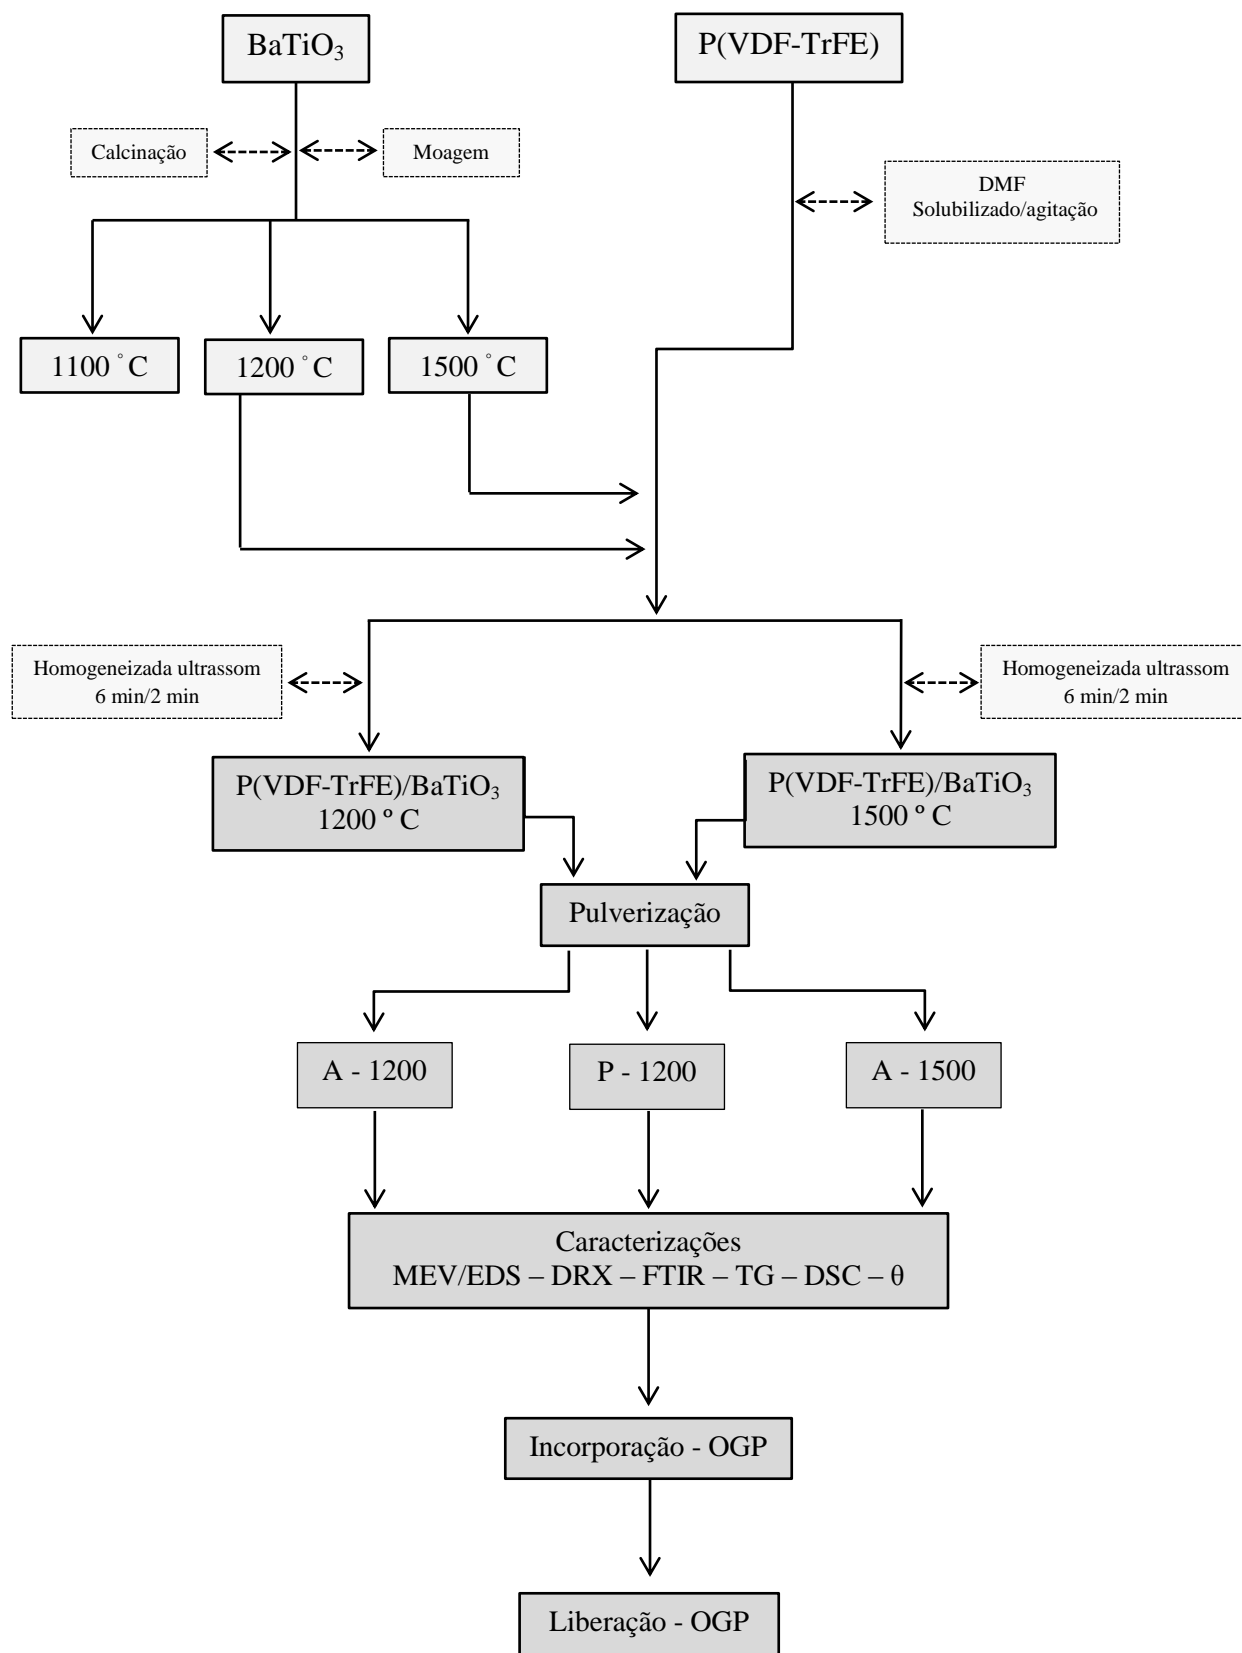 BaTiO₃
P(VDF-TrFE)
Calcinação
Moagem
DMF
Solubilizado/agitação
1100 °C
1200 °C
1500 °C
Homogeneizada ultrassom
6 min/2 min
Homogeneizada ultrassom
6 min/2 min
P(VDF-TrFE)/BaTiO₃
1200 º C
P(VDF-TrFE)/BaTiO₃
1500 º C
Pulverização
A - 1200
P - 1200
A - 1500
Caracterizações
MEV/EDS – DRX – FTIR – TG – DSC – θ
Incorporação - OGP
Liberação - OGP